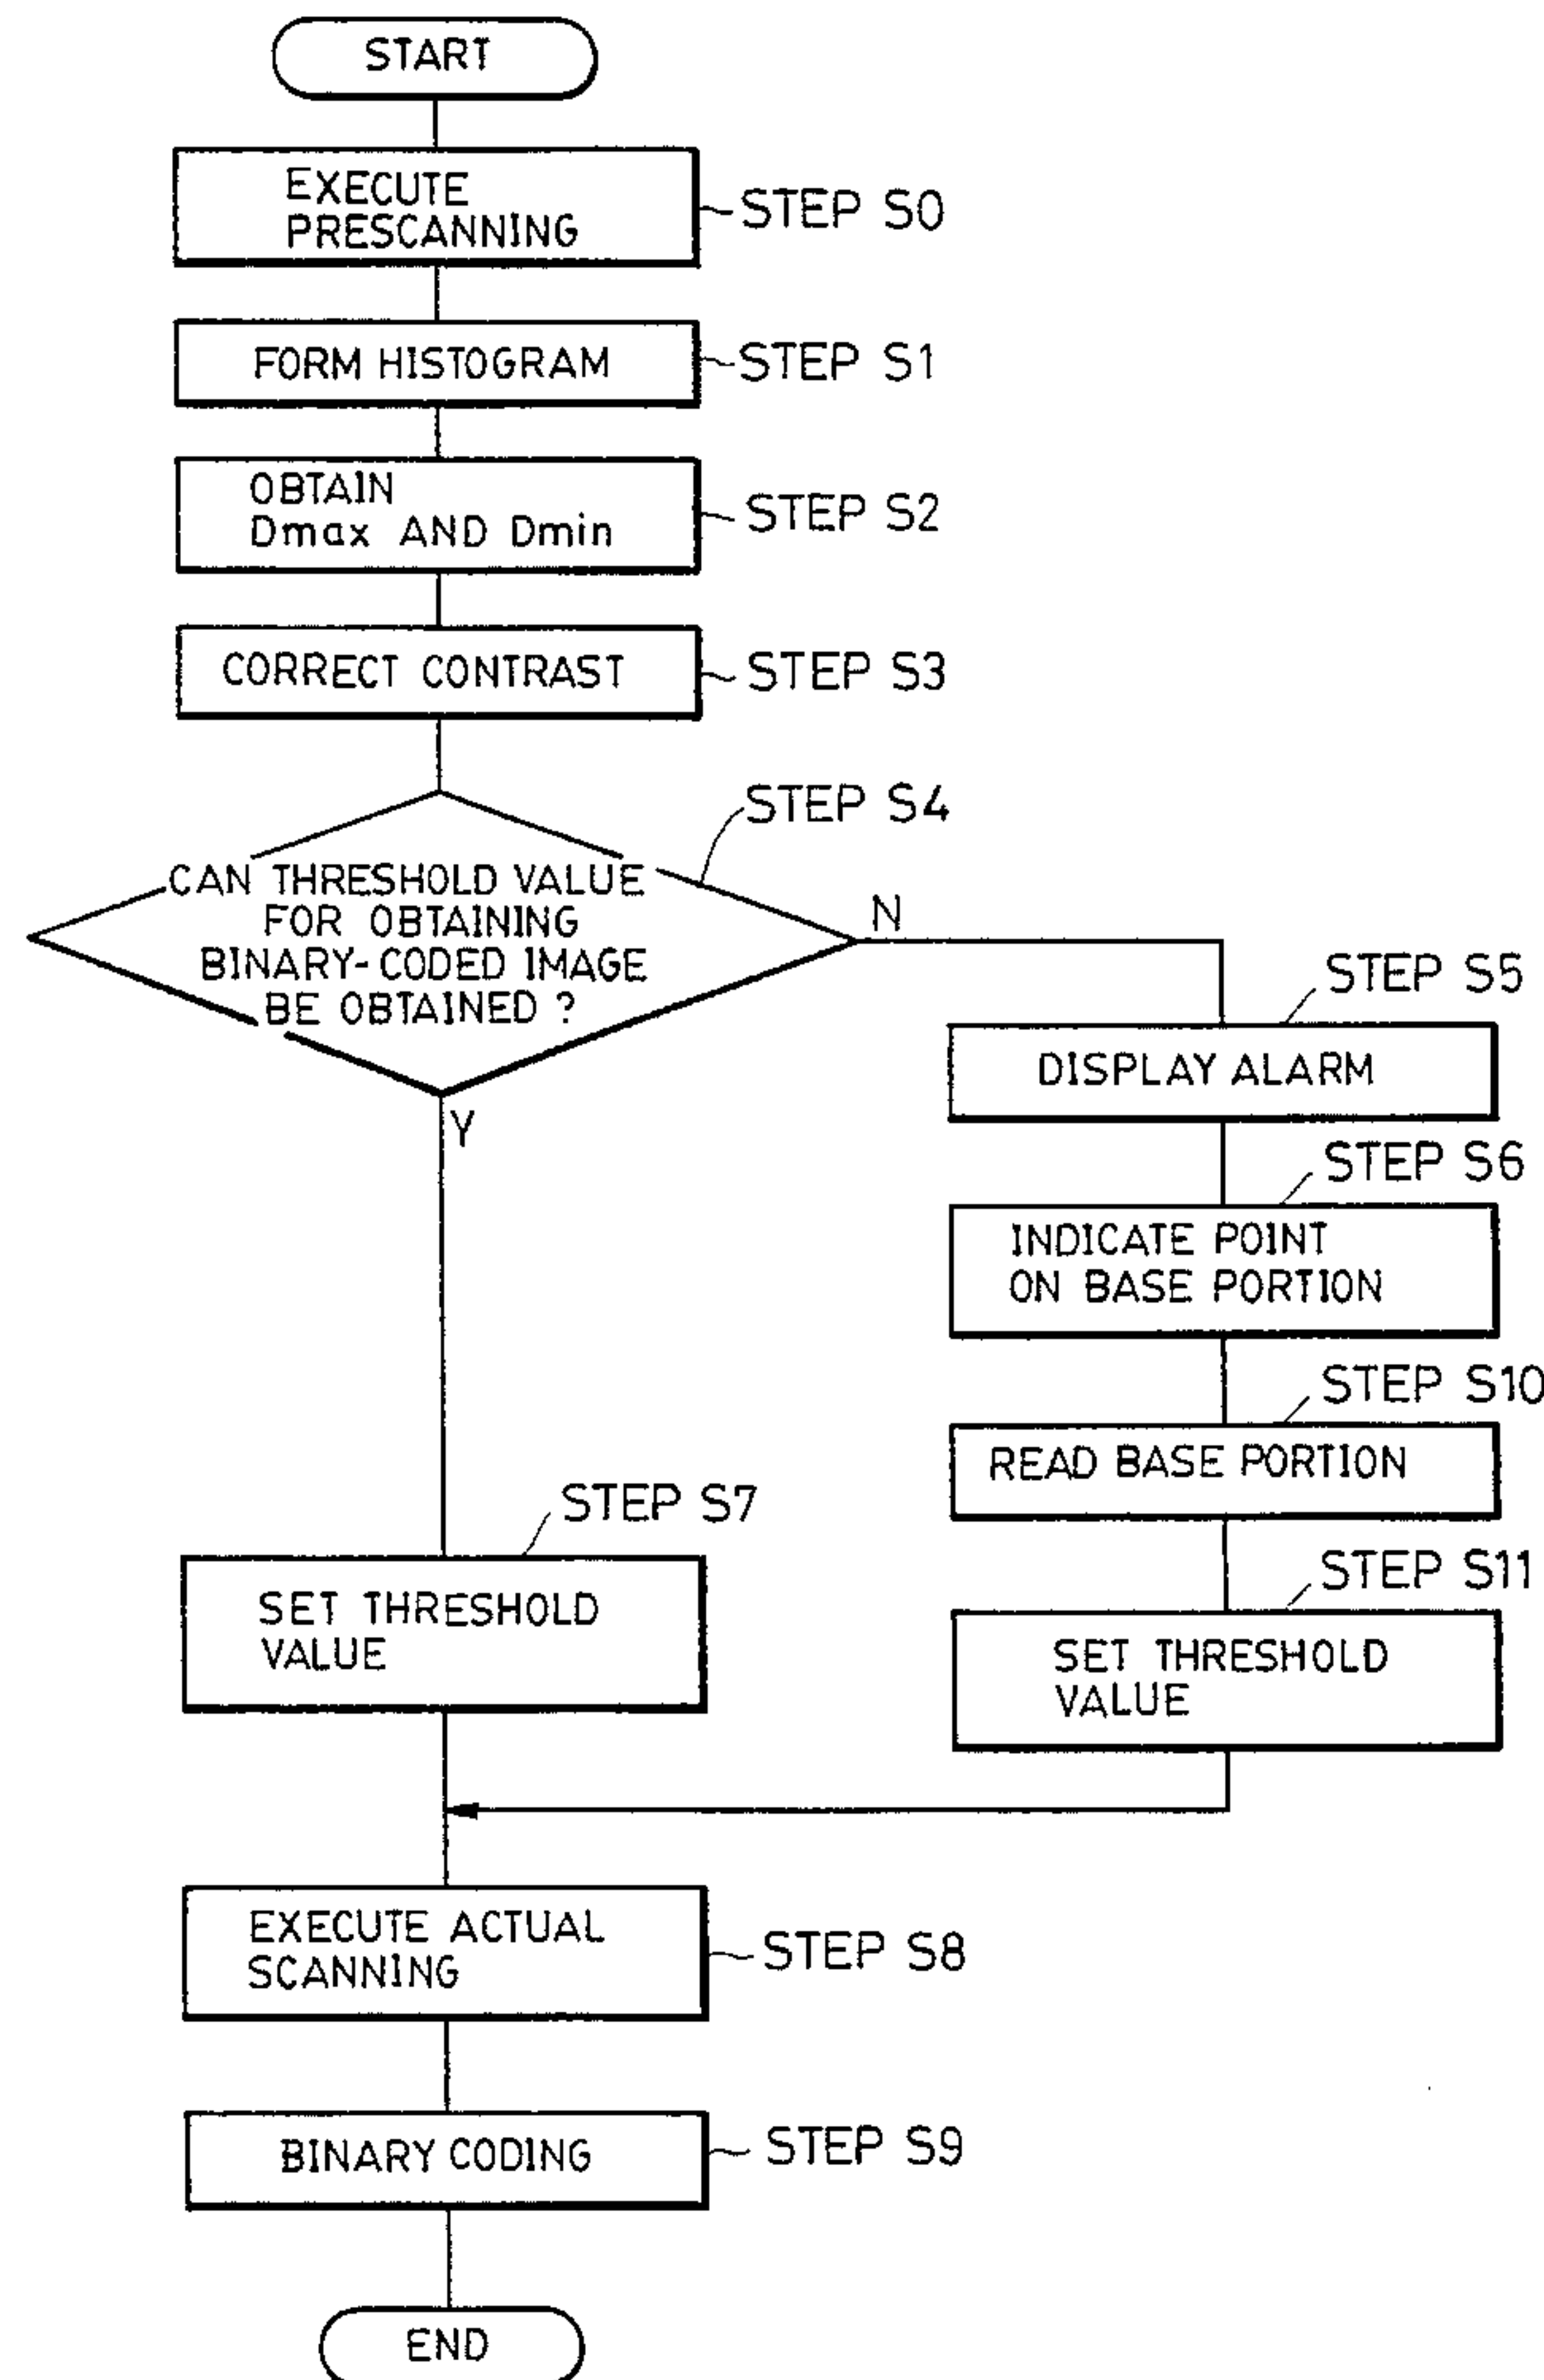 START
EXECUTE
PRESCANNING
STEP S0
FORM HISTOGRAM
STEP S1
OBTAIN
Dmax AND Dmin
STEP S2
CORRECT CONTRAST
STEP S3
STEP S4
CAN THRESHOLD VALUE
FOR OBTAINING
BINARY-CODED IMAGE
BE OBTAINED ?
N
Y
STEP S5
DISPLAY ALARM
STEP S6
INDICATE POINT
ON BASE PORTION
STEP S10
READ BASE PORTION
STEP S7
SET THRESHOLD
VALUE
STEP S11
SET THRESHOLD
VALUE
EXECUTE ACTUAL
SCANNING
STEP S8
BINARY CODING
STEP S9
END